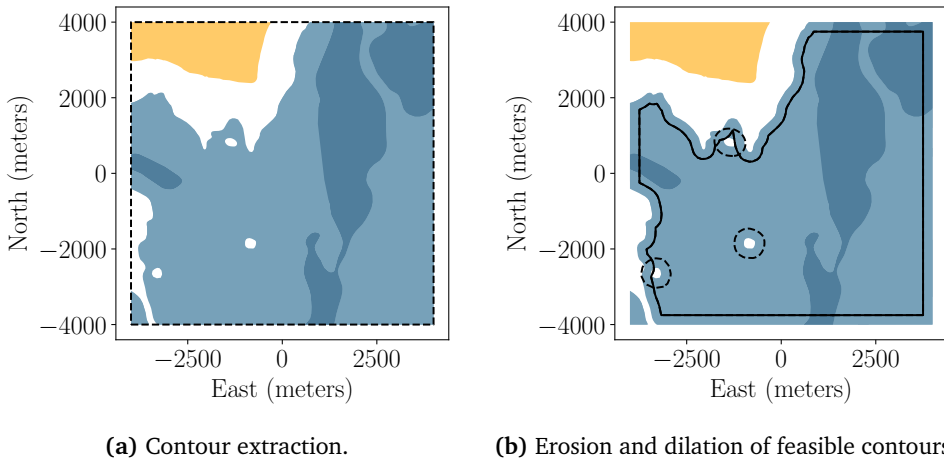 4000
2000
0
−2000
−4000
North (meters)
−2500
0
2500
East (meters)
(a) Contour extraction.
4000
2000
0
−2000
−4000
North (meters)
−2500
0
2500
East (meters)
(b) Erosion and dilation of feasible contours